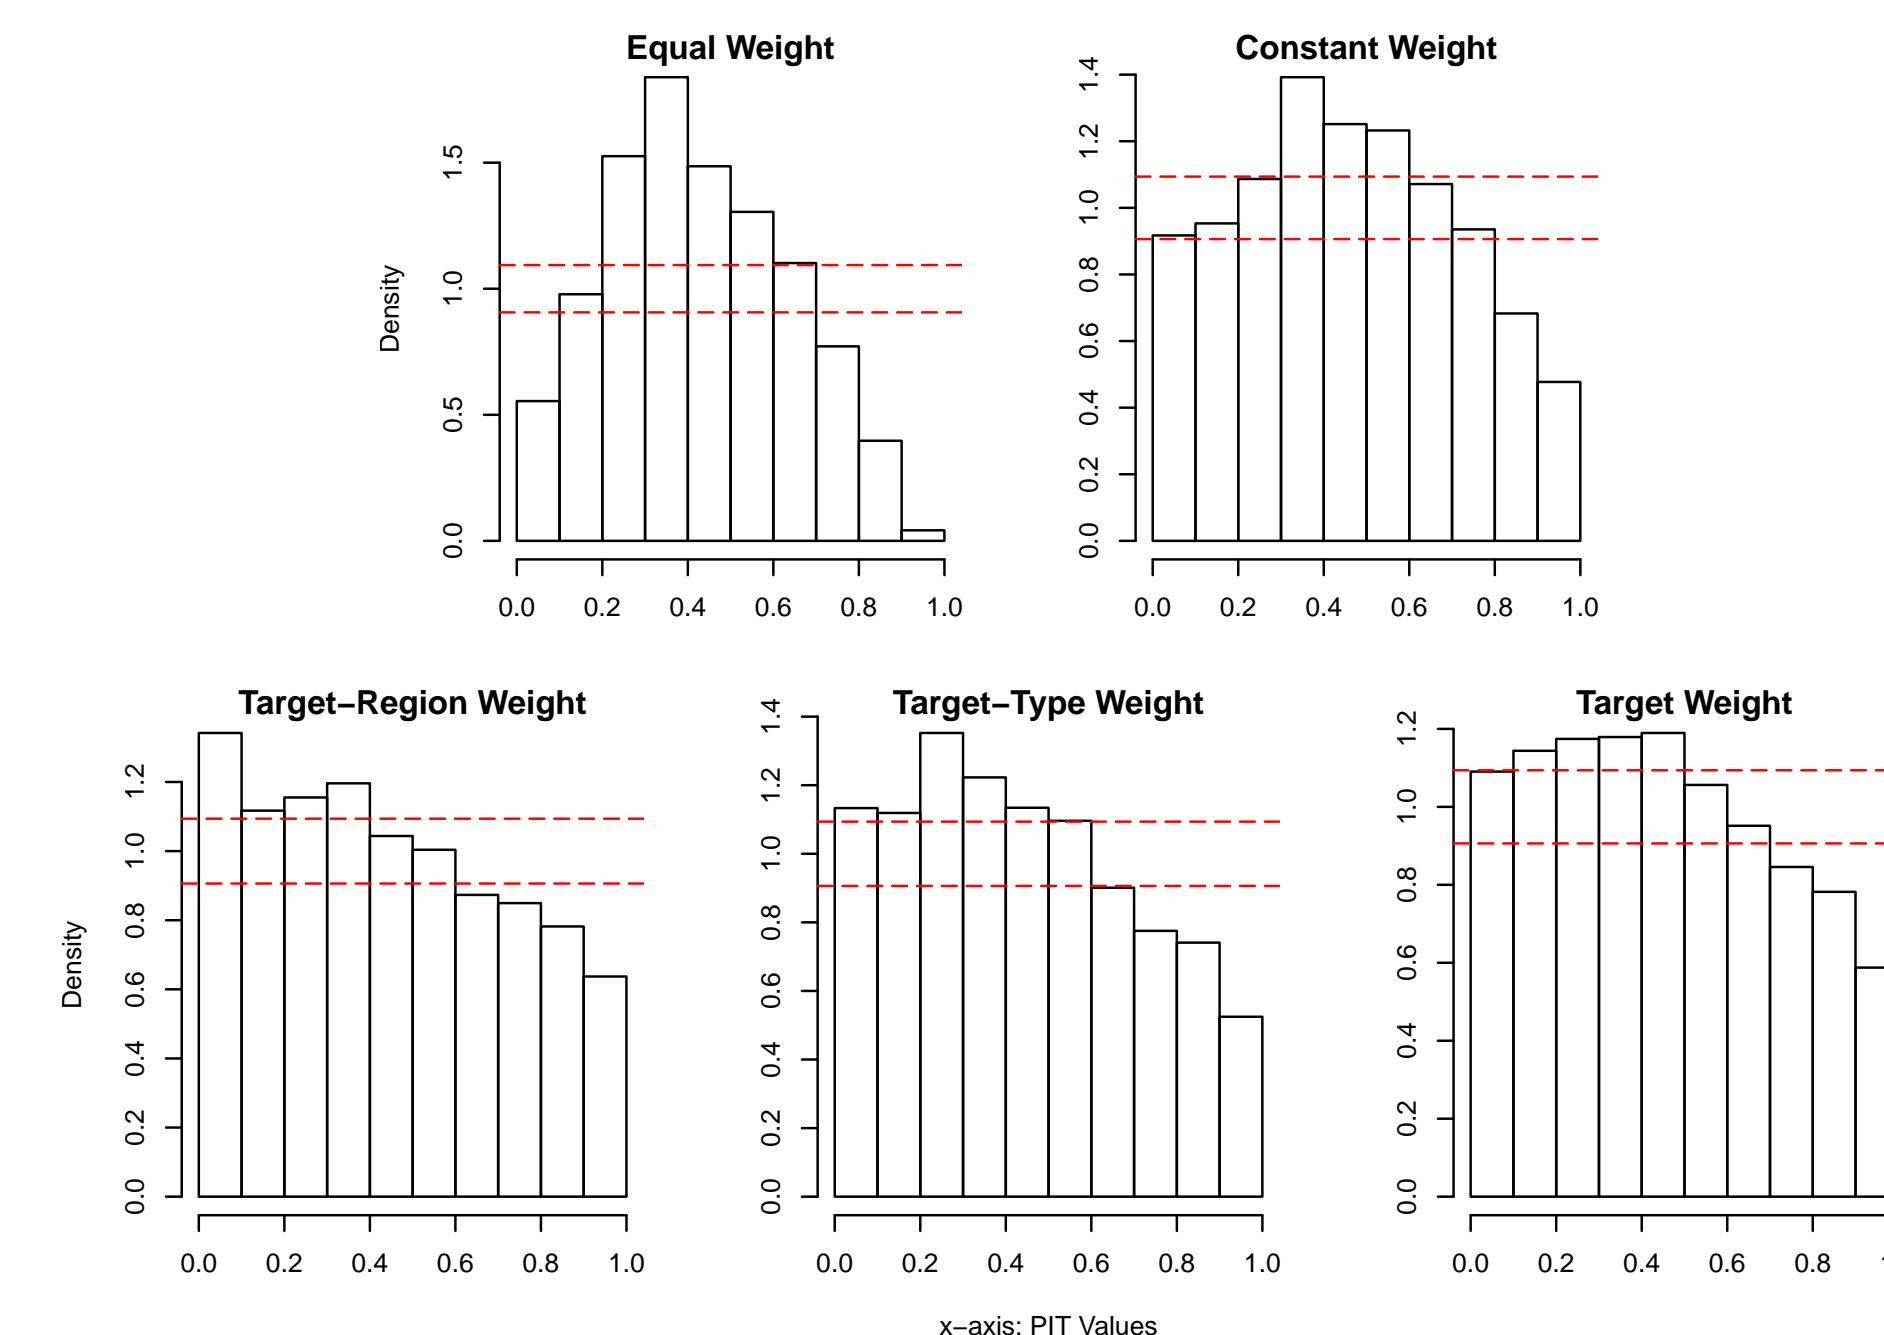 Equal Weight
Constant Weight
Density
0.0 0.5 1.0 1.5
0.0 0.2 0.4 0.6 0.8 1.0
0.0 0.2 0.4 0.6 0.8 1.0 1.2 1.4
0.0 0.2 0.4 0.6 0.8 1.0
Target−Region Weight
Target−Type Weight
Target Weight
Density
0.0 0.2 0.4 0.6 0.8 1.0 1.2
0.0 0.2 0.4 0.6 0.8 1.0
0.0 0.2 0.4 0.6 0.8 1.0 1.2 1.4
0.0 0.2 0.4 0.6 0.8 1.0
0.0 0.2 0.4 0.6 0.8 1.0 1.2
0.0 0.2 0.4 0.6 0.8
x−axis: PIT Values